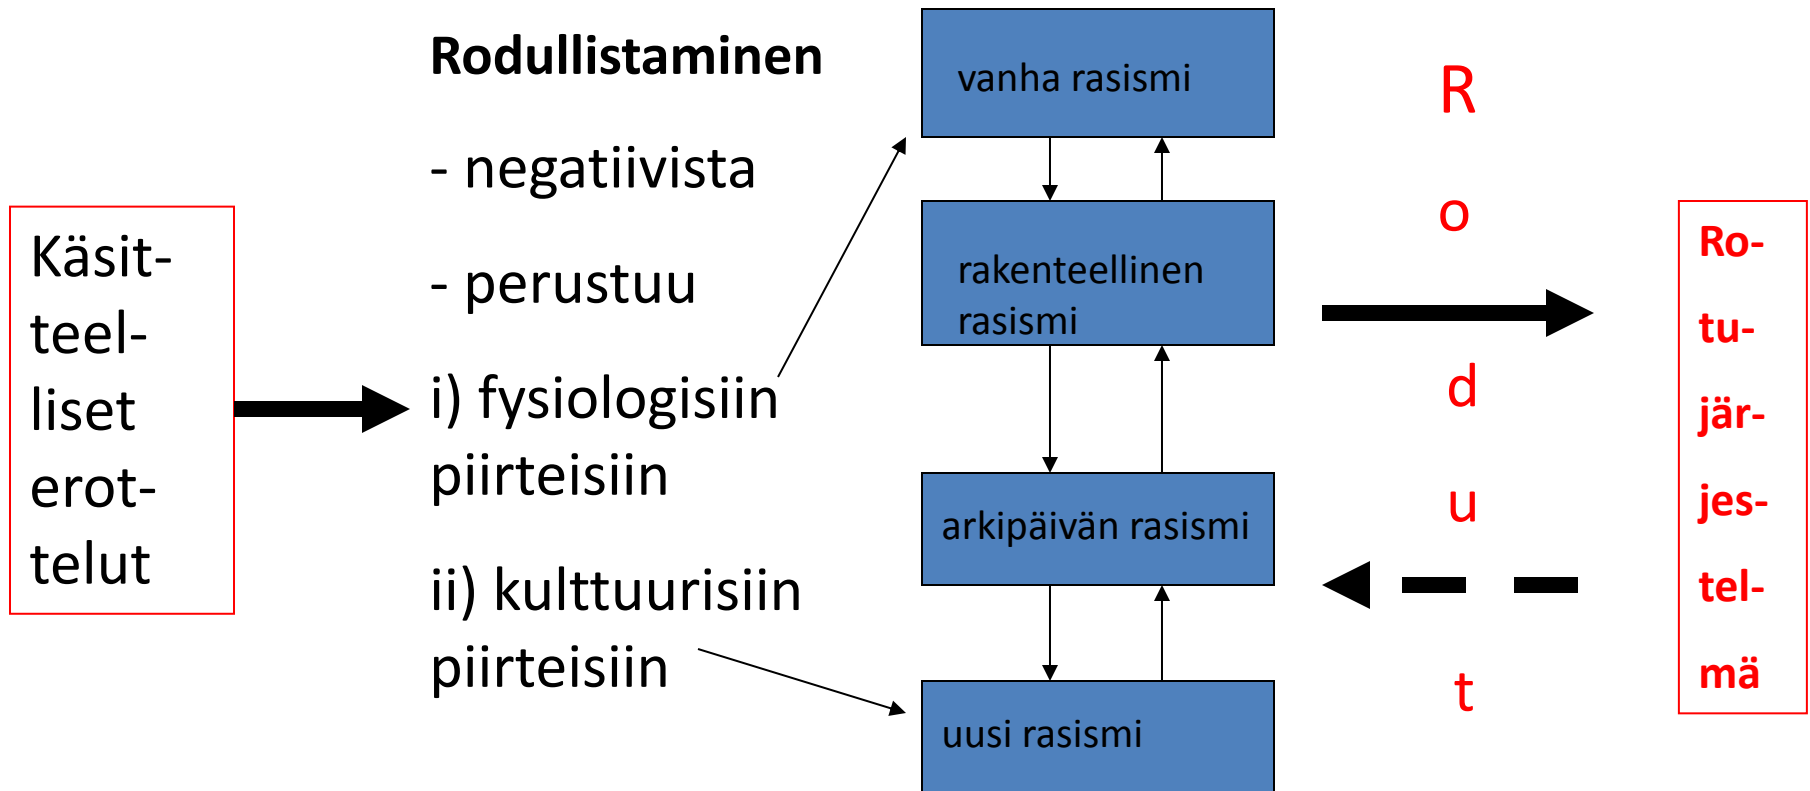 Käsit-
teel-
liset
erot-
telut
Rodullistaminen
- negatiivista
- perustuu
i) fysiologisiin
piirteisiin
ii) kulttuurisiin
piirteisiin
vanha rasismi
rakenteellinen
rasismi
arkipäivän rasismi
uusi rasismi
R
o
d
u
t
Ro-
tu-
jär-
jes-
tel-
mä